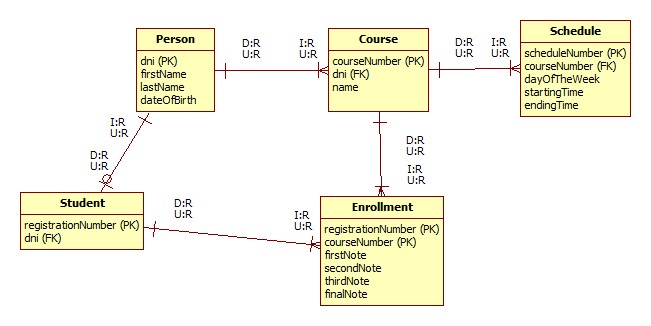 Person
dni (PK)
firstName
lastName
dateOfBirth
D:R
U:R
I:R
U:R
Course
courseNumber (PK)
dni (FK)
name
D:R
U:R
I:R
U:R
Schedule
scheduleNumber (PK)
courseNumber (FK)
dayOfTheWeek
startingTime
endingTime
I:R
U:R
D:R
U:R
D:R
U:R
I:R
U:R
Student
registrationNumber (PK)
dni (FK)
D:R
U:R
I:R
U:R
Enrollment
registrationNumber (PK)
courseNumber (PK)
firstNote
secondNote
thirdNote
finalNote